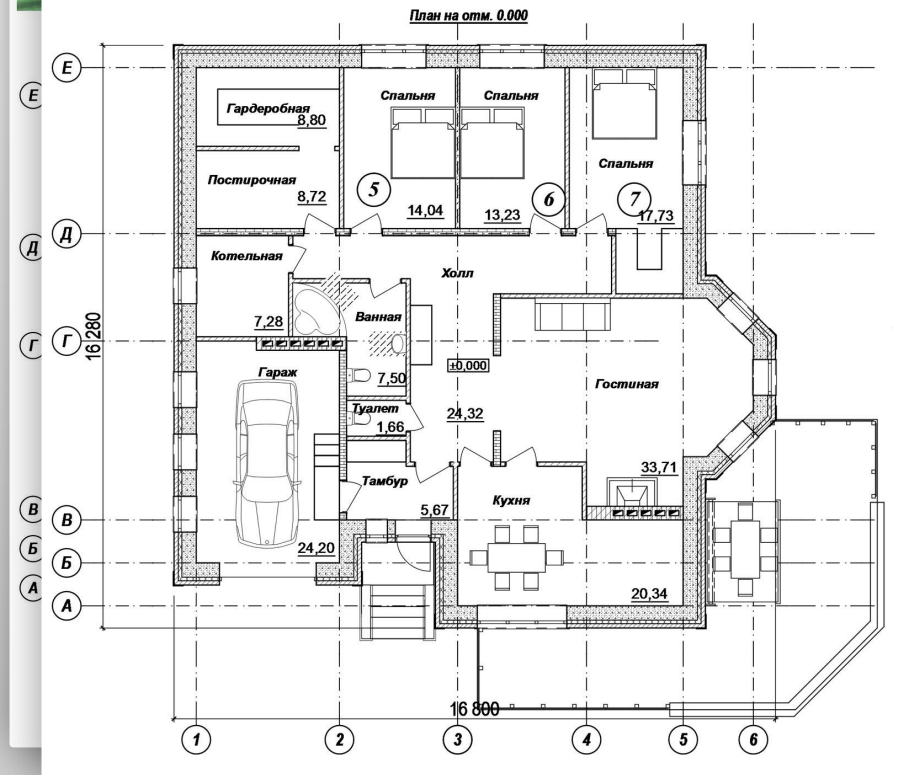 План на отм. 0.000
Е
Е
Гардеробная
8,80
Спальня
Спальня
Спальня
Постирочная
8,72
5
14,04
6
13,23
7
17,73
Д
Д
Котельная
7,28
Холл
Ванная
7,50
Г
Г
16 280
±0,000
Гараж
Гостиная
Туалет
1,66
24,32
33,71
Тамбур
5,67
Кухня
В
В
Б
Б
24,20
20,34
А
А
16 800
1
2
3
4
5
6